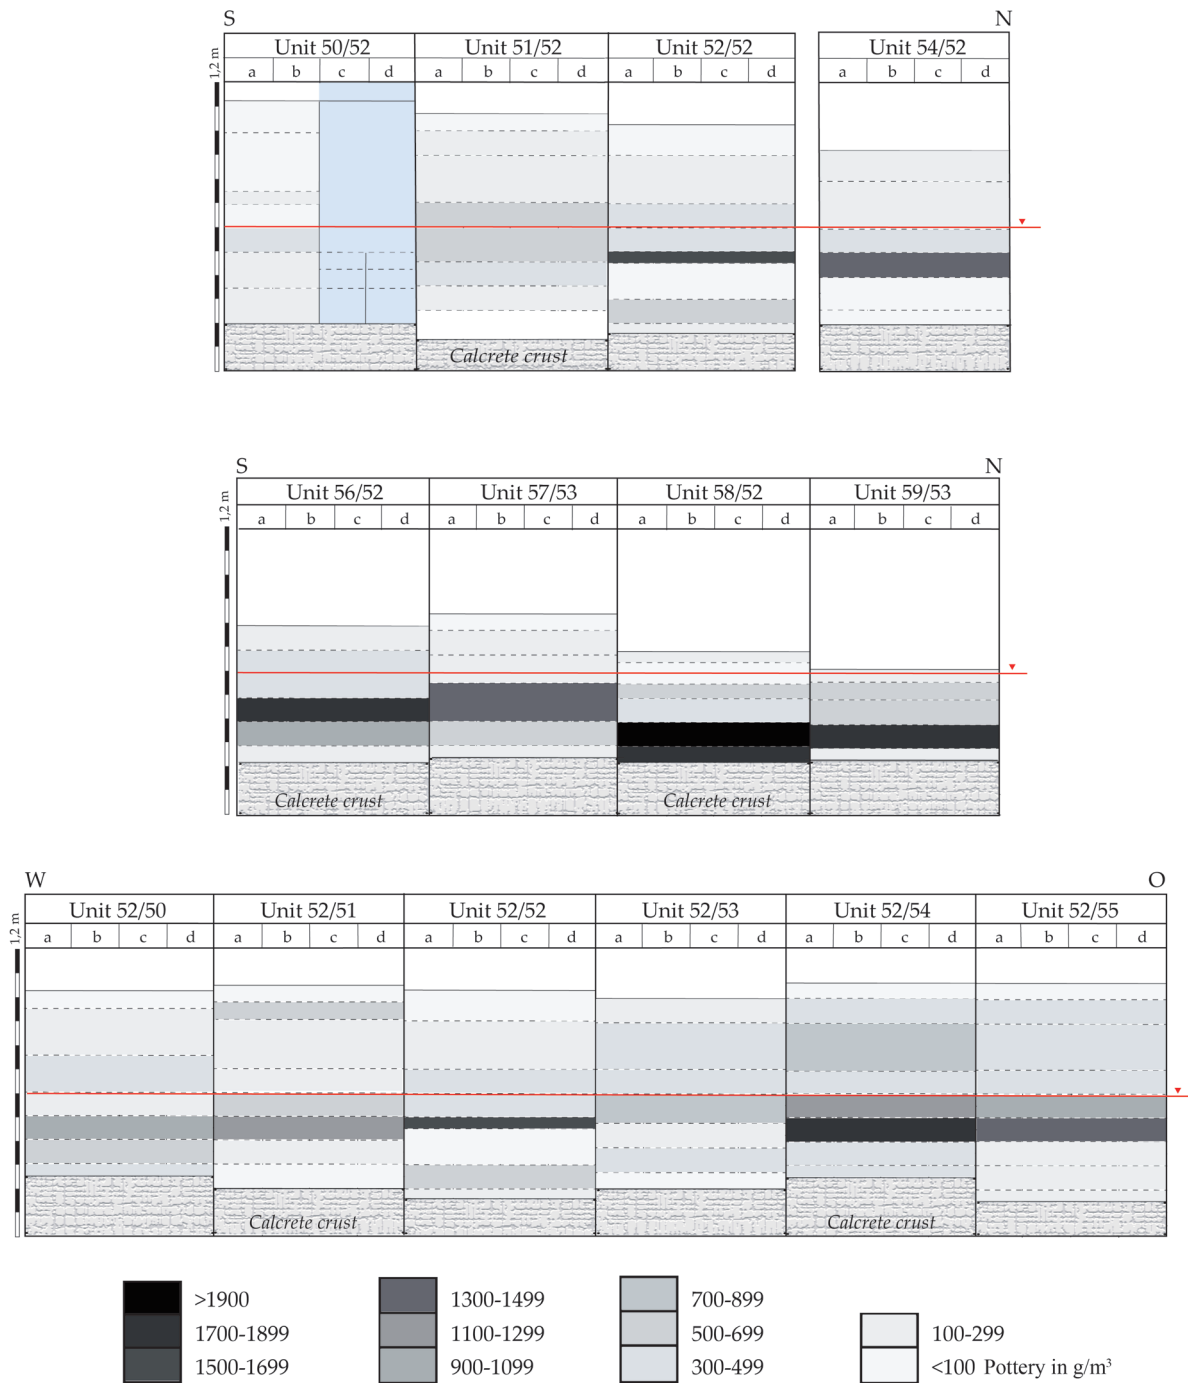 S N
1,2 m
Unit 50/52 Unit 51/52 Unit 52/52 Unit 54/52
a b c d a b c d a b c d a b c d
Calcrete crust
S N
1,2 m
Unit 56/52 Unit 57/53 Unit 58/52 Unit 59/53
a b c d a b c d a b c d a b c d
Calcrete crust Calcrete crust
W O
1,2 m
Unit 52/50 Unit 52/51 Unit 52/52 Unit 52/53 Unit 52/54 Unit 52/55
a b c d a b c d a b c d a b c d a b c d a b c d
Calcrete crust Calcrete crust
>1900 1300-1499 700-899
1700-1899 1100-1299 500-699 100-299
1500-1699 900-1099 300-499 <100 Pottery in g/m³